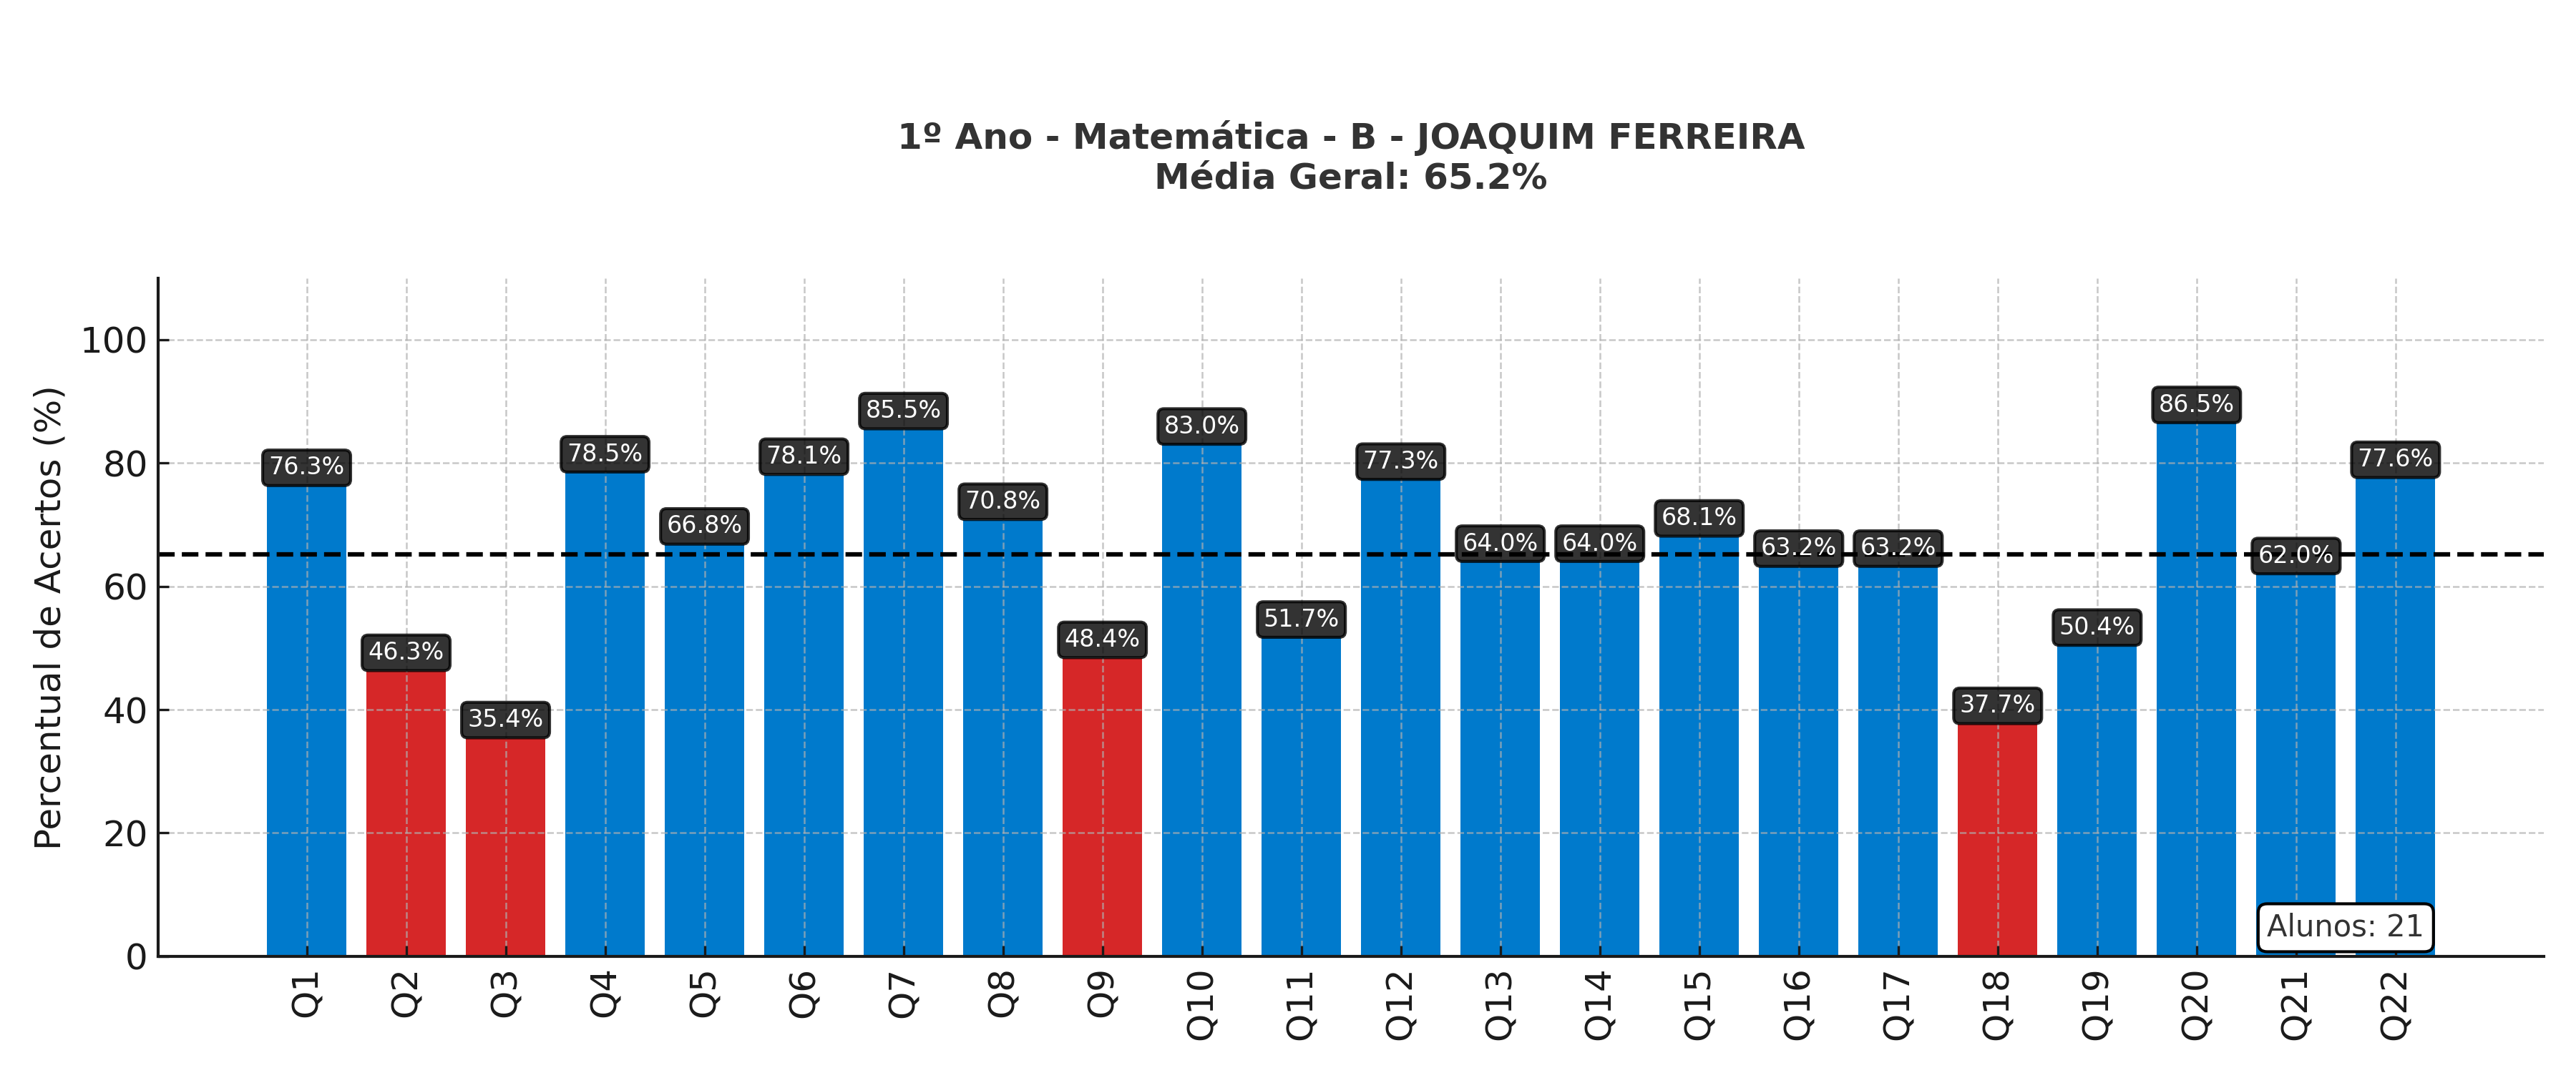 1º Ano - Matemática - B - JOAQUIM FERREIRA
Média Geral: 65.2%
Percentual de Acertos (%)
100
80
60
40
20
0
76.3%
46.3%
35.4%
78.5%
66.8%
78.1%
85.5%
70.8%
48.4%
83.0%
51.7%
77.3%
64.0%
64.0%
68.1%
63.2%
63.2%
37.7%
50.4%
86.5%
62.0%
77.6%
Alunos: 21
Q1
Q2
Q3
Q4
Q5
Q6
Q7
Q8
Q9
Q10
Q11
Q12
Q13
Q14
Q15
Q16
Q17
Q18
Q19
Q20
Q21
Q22